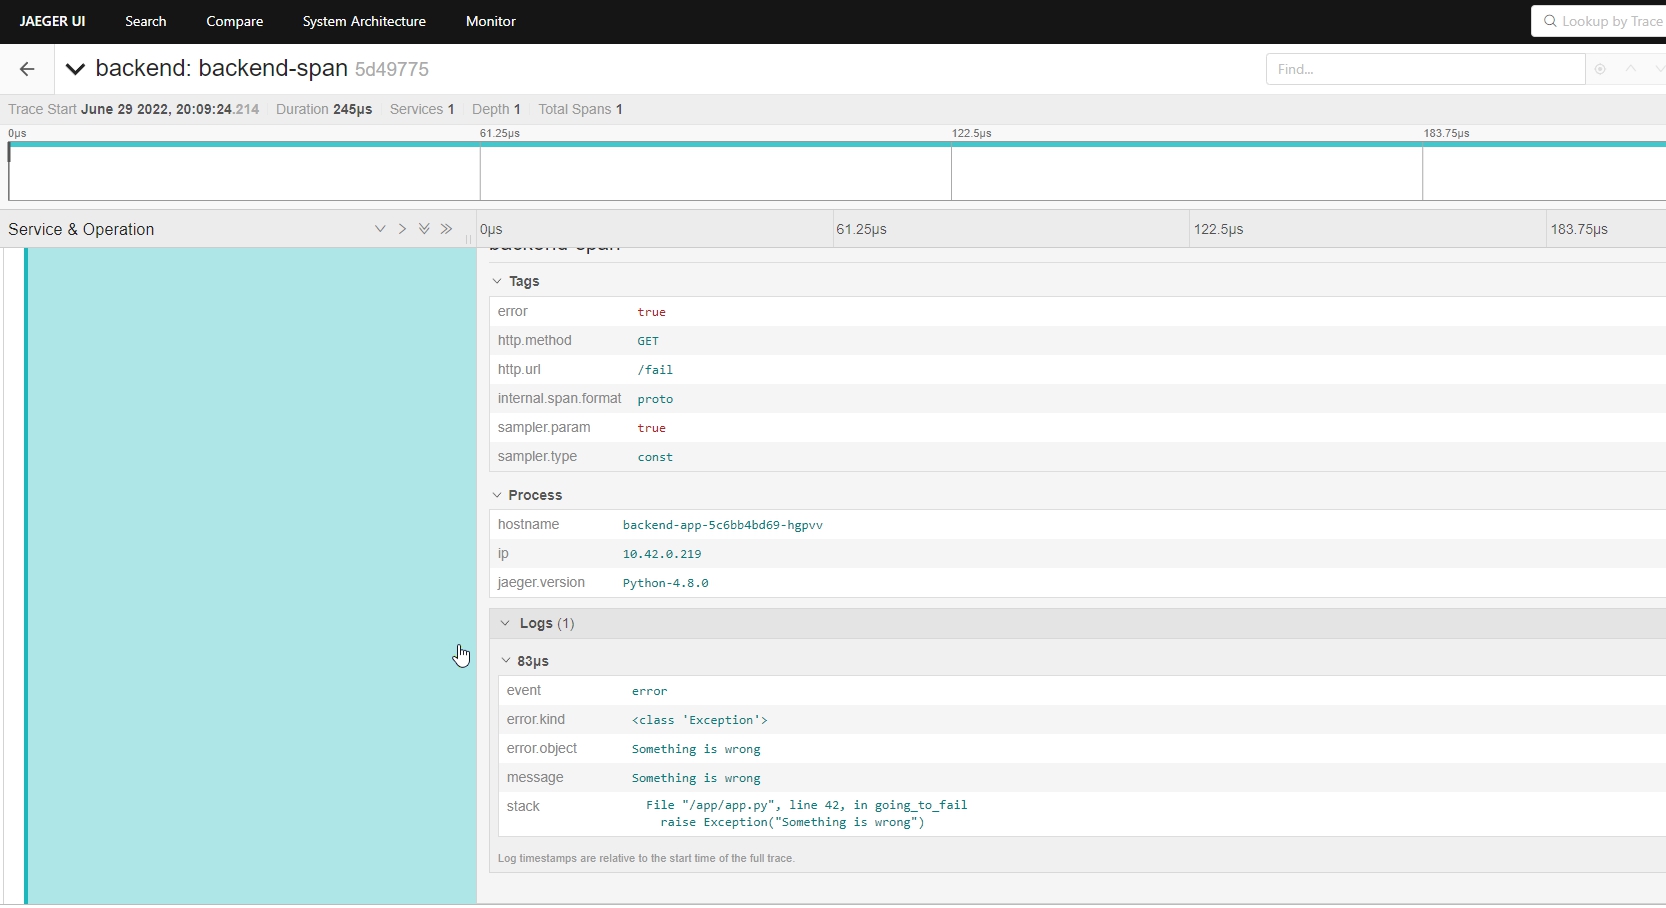 JAEGER UI Search Compare System Architecture Monitor Lookup by Trace
backend: backend-span 5d49775 Find...
Trace Start June 29 2022, 20:09:24.214 Duration 245μs Services 1 Depth 1 Total Spans 1
0μs 61.25μs 122.5μs 183.75μs
Service & Operation 0μs 61.25μs 122.5μs 183.75μs
backend-span
Tags
error true
http.method GET
http.url /fail
internal.span.format proto
sampler.param true
sampler.type const
Process
hostname backend-app-5c6bb4bd69-hgpvv
ip 10.42.0.219
jaeger.version Python-4.8.0
Logs (1)
83μs
event error
error.kind <class 'Exception'>
error.object Something is wrong
message Something is wrong
stack File "/app/app.py", line 42, in going_to_fail
raise Exception("Something is wrong")
Log timestamps are relative to the start time of the full trace.